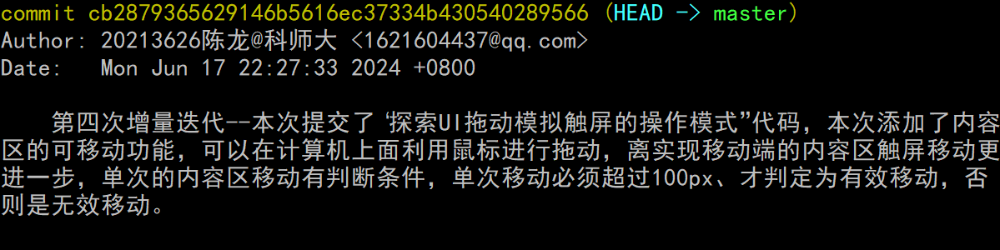 commit cb2879365629146b5616ec37334b430540289566 (HEAD -> master)
Author: 20213626陈龙@科师大 <1621604437@qq.com>
Date:   Mon Jun 17 22:27:33 2024 +0800
第四次增量迭代--本次提交了“探索UI拖动模拟触屏的操作模式”代码，本次添加了内容
区的可移动功能，可以在计算机上面利用鼠标进行拖动，离实现移动端的内容区触屏移动更
进一步，单次的内容区移动有判断条件，单次移动必须超过100px、才判定为有效移动，否
则是无效移动。